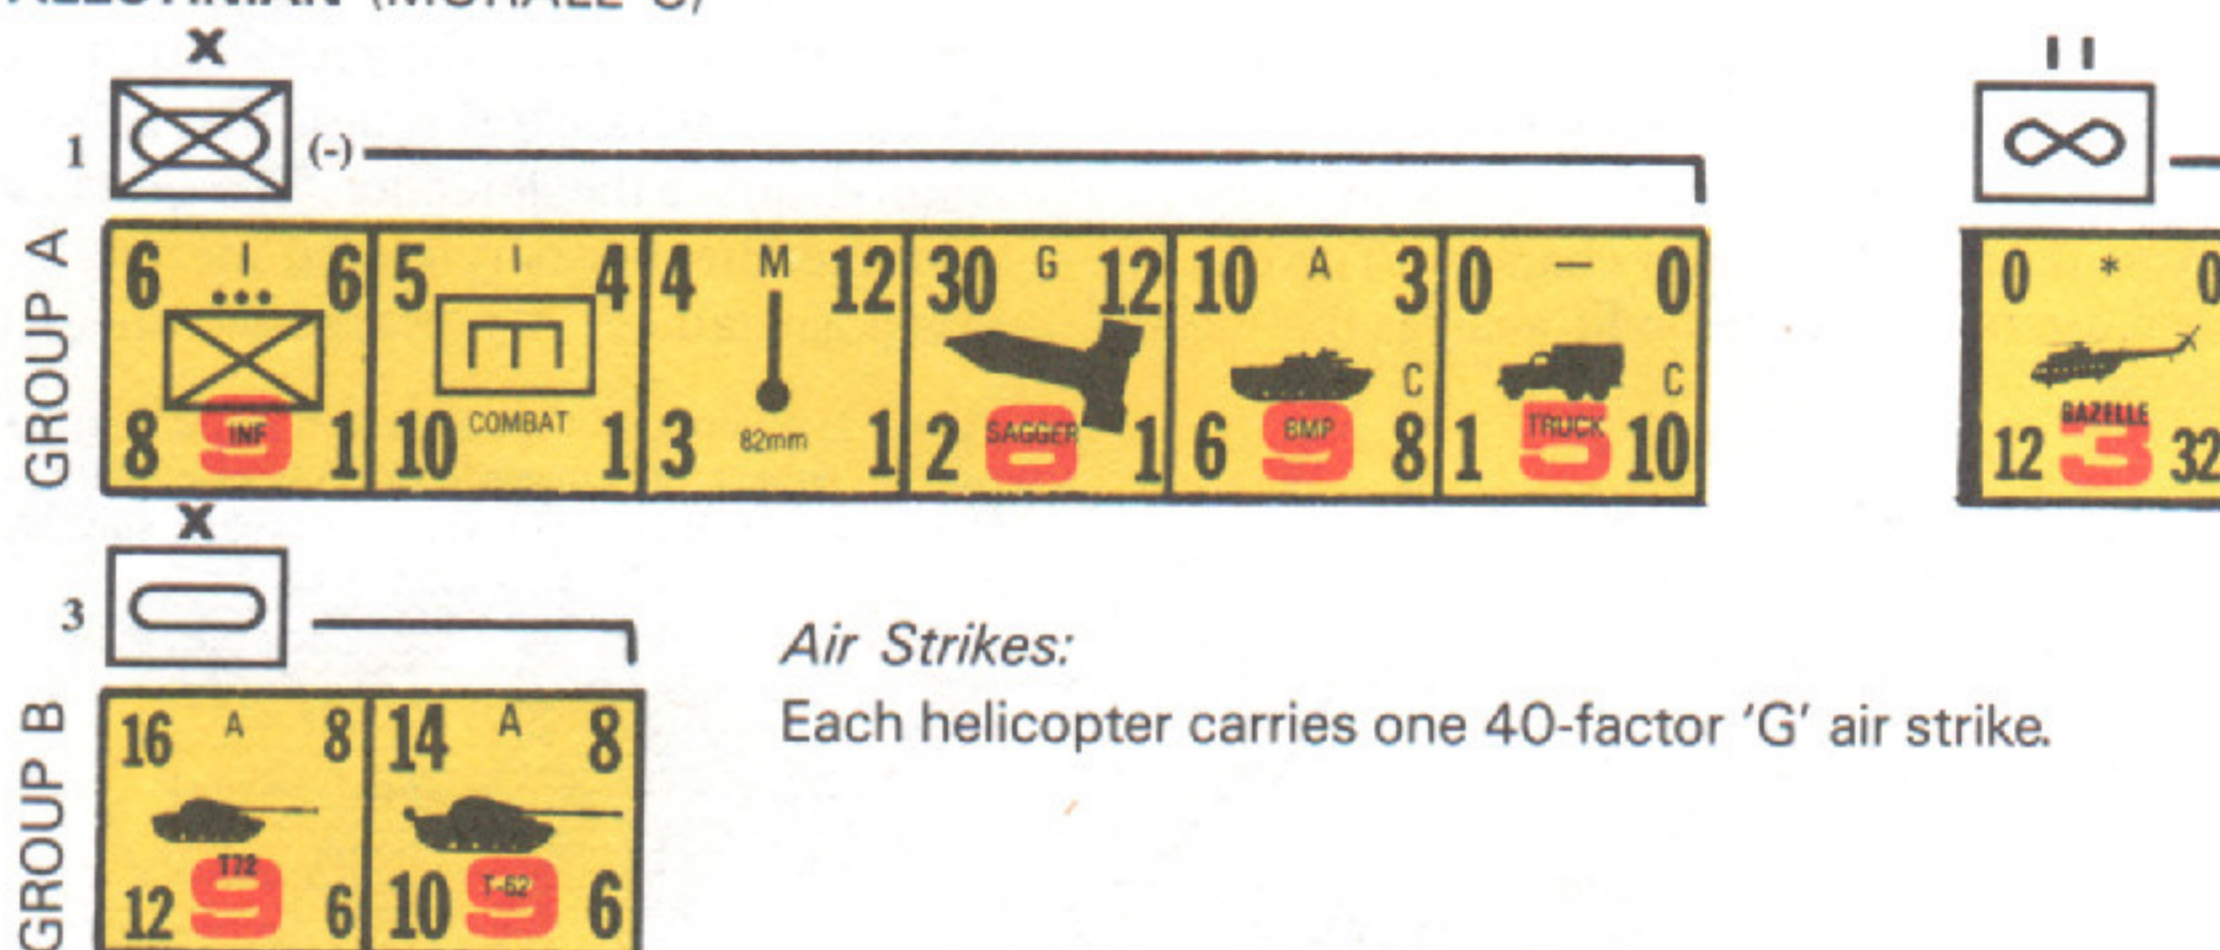 x
1 (-)
I I
GROUP A
6 I 6
8 INF 9 1
5 I 4
COMBAT
10 1
4 M 12
82mm
3 1
30 G 12
2 SAGGER 1
10 A 3
C
6 BMP 9 8
0 — 0
C
1 TRUCK 5 10
0 * 0
GAZELLE
12 3 32
x
3
GROUP B
16 A 8
T72
12 9 6
14 A 8
T-62
10 9 6
Air Strikes:
Each helicopter carries one 40-factor 'G' air strike.